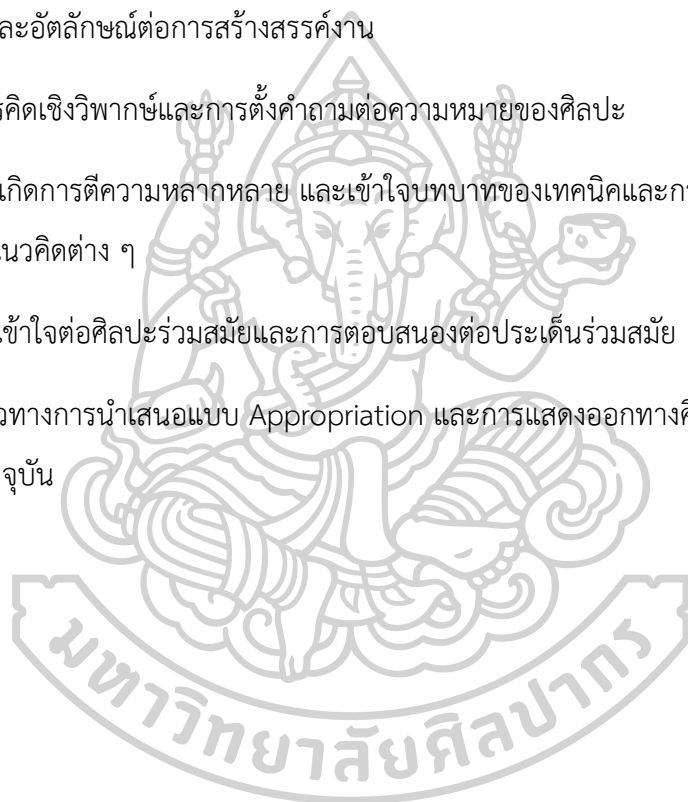 ละอัตลักษณ์ต่อการสร้างสรรค์งาน
รคิดเชิงวิพากษ์และการตั้งคำถามต่อความหมายของศิลปะ
เกิดการตีความหลากหลาย และเข้าใจบทบาทของเทคนิคและก
แนวคิดต่าง ๆ
เข้าใจต่อศิลปะร่วมสมัยและการตอบสนองต่อประเด็นร่วมสมัย
วทางการนำเสนอแบบ Appropriation และการแสดงออกทางศิ
จุบัน
มหาวิทยาลัยศิลปากร